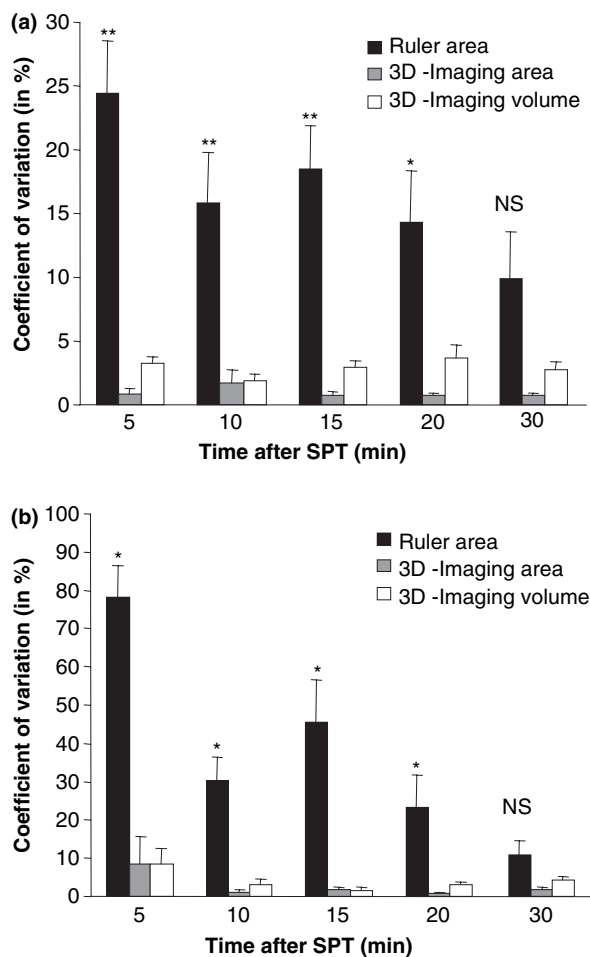 (a)
30
25
20
15
10
5
0
Coefficient of variation (in %)
Ruler area
3D -Imaging area
3D -Imaging volume
**
**
**
*
NS
5 10 15 20 30
Time after SPT (min)
(b)
100
90
80
70
60
50
40
30
20
10
0
Coefficient of variation (in %)
Ruler area
3D -Imaging area
3D -Imaging volume
*
*
*
*
NS
5 10 15 20 30
Time after SPT (min)